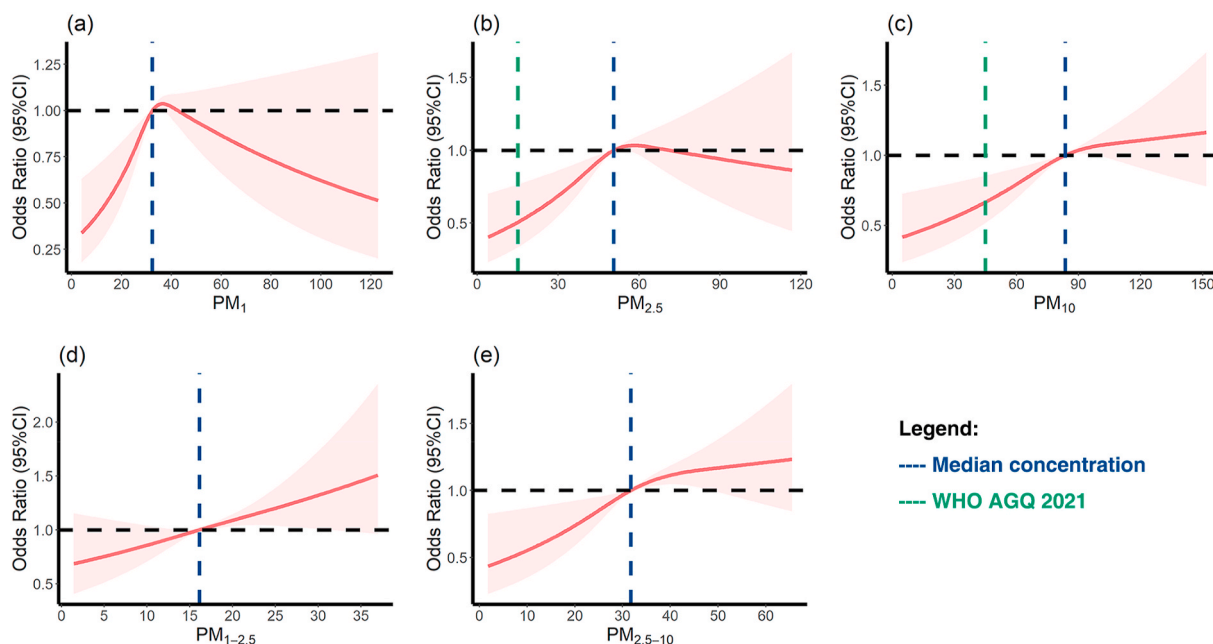 (a)
Odds Ratio (95%CI)
1.25
1.00
0.75
0.50
0.25
0 20 40 60 80 100 120
PM1
(b)
Odds Ratio (95%CI)
1.5
1.0
0.5
0 30 60 90 120
PM2.5
(c)
Odds Ratio (95%CI)
1.5
1.0
0.5
0 30 60 90 120 150
PM10
(d)
Odds Ratio (95%CI)
2.0
1.5
1.0
0.5
0 5 10 15 20 25 30 35
PM1–2.5
(e)
Odds Ratio (95%CI)
1.5
1.0
0.5
0 10 20 30 40 50 60
PM2.5–10
Legend:
---- Median concentration
---- WHO AGQ 2021